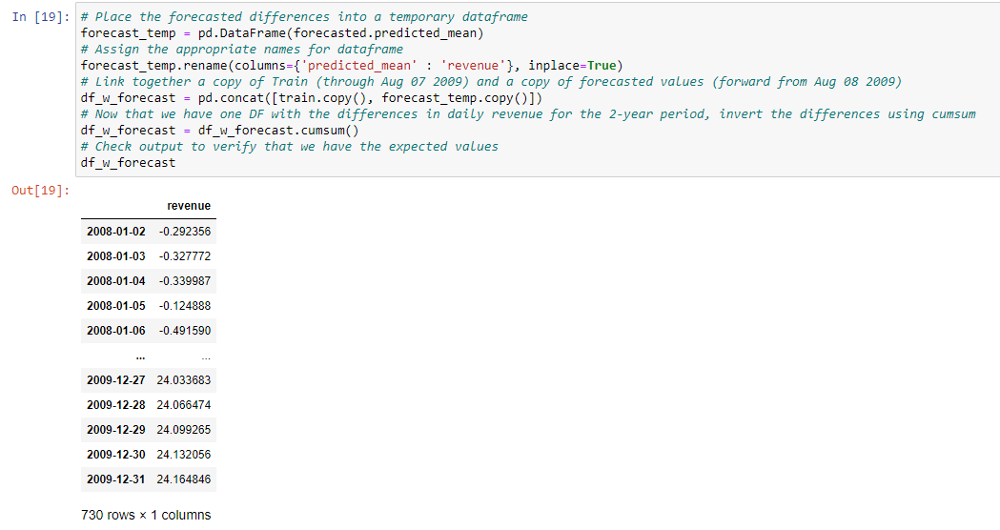 In [19]: # Place the forecasted differences into a temporary dataframe
forecast_temp = pd.DataFrame(forecasted.predicted_mean)
# Assign the appropriate names for dataframe
forecast_temp.rename(columns={'predicted_mean' : 'revenue'}, inplace=True)
# Link together a copy of Train (through Aug 07 2009) and a copy of forecasted values (forward from Aug 08 2009)
df_w_forecast = pd.concat([train.copy(), forecast_temp.copy()])
# Now that we have one DF with the differences in daily revenue for the 2-year period, invert the differences using cumsum
df_w_forecast = df_w_forecast.cumsum()
# Check output to verify that we have the expected values
df_w_forecast
Out[19]:
revenue
2008-01-02 -0.292356
2008-01-03 -0.327772
2008-01-04 -0.339987
2008-01-05 -0.124888
2008-01-06 -0.491590
... ...
2009-12-27 24.033683
2009-12-28 24.066474
2009-12-29 24.099265
2009-12-30 24.132056
2009-12-31 24.164846
730 rows × 1 columns